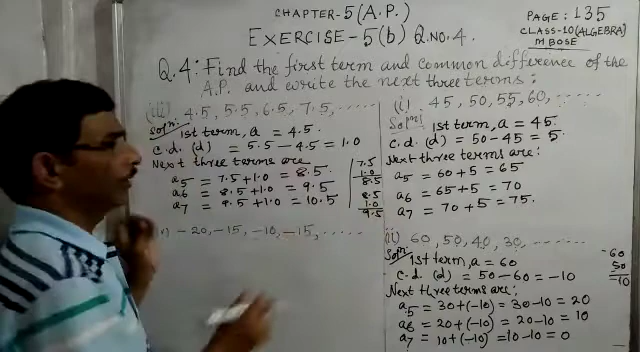 CHAPTER-5 (A.P.)
EXERCISE-5(b) Q.NO.4.
PAGE: 135
CLASS-10(ALGEBRA)
MBOSE
Q.4: Find the first term and common difference of the
A.P. and write the next three terms:
(iii) 4.5, 5.5, 6.5, 7.5, ......
Soln:
1st term, a = 4.5.
c.d. (d) = 5.5 - 4.5 = 1.0
Next three terms are
a5 = 7.5 + 1.0 = 8.5.
a6 = 8.5 + 1.0 = 9.5
a7 = 9.5 + 1.0 = 10.5
7.5
1.0
8.5
8.5
1.0
9.5
) -20, -15, -10, -15, ......
(i) 45, 50, 55, 60, ......
Soln:
1st term, a = 45.
c.d. (d) = 50 - 45 = 5.
Next three terms are:
a5 = 60 + 5 = 65
a6 = 65 + 5 = 70
a7 = 70 + 5 = 75.
(ii) 60, 50, 40, 30, ......
Soln:
1st term, a = 60
c.d. (d) = 50 - 60 = -10
Next three terms are:
a5 = 30 + (-10) = 30 - 10 = 20
a6 = 20 + (-10) = 20 - 10 = 10
a7 = 10 + (-10) = 10 - 10 = 0
-60
50
-10